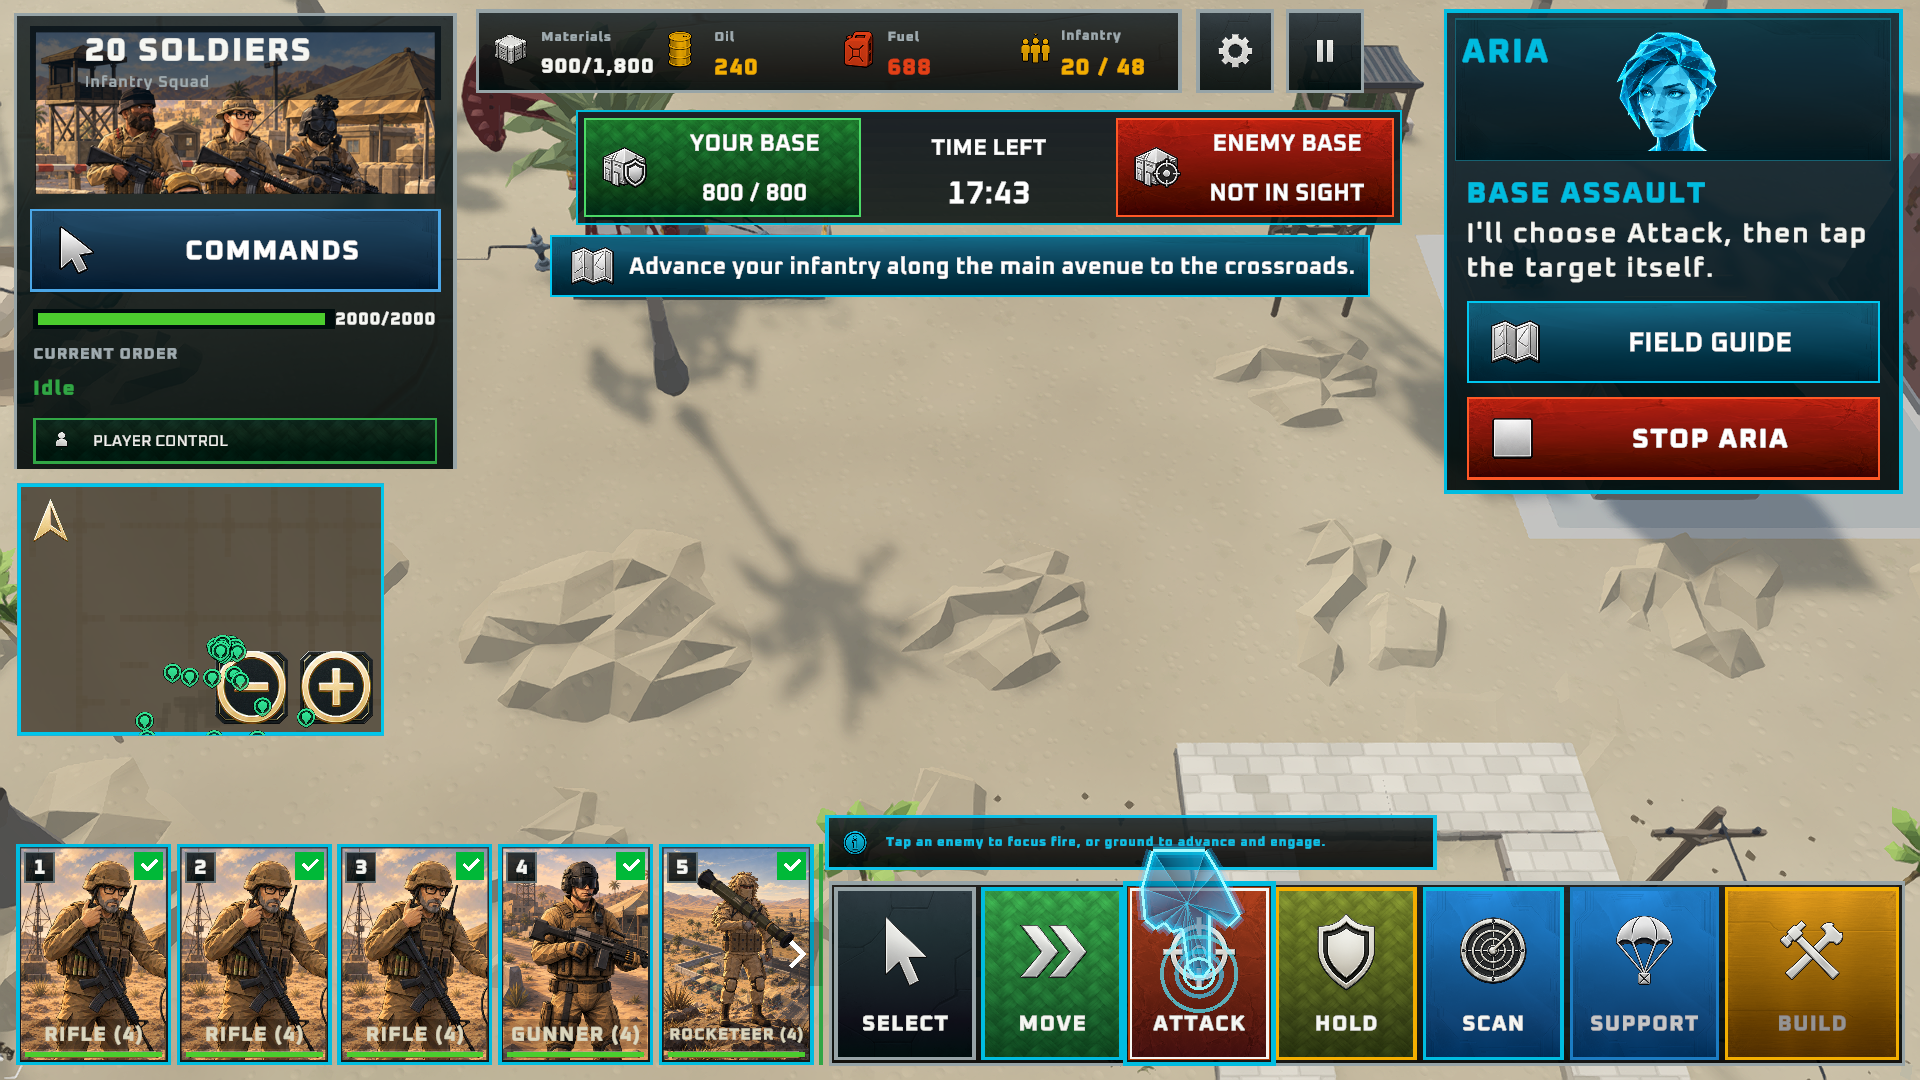 20 SOLDIERS
Infantry Squad
COMMANDS
2000/2000
CURRENT ORDER
Idle
PLAYER CONTROL
Materials
900/1,800
Oil
240
Fuel
688
Infantry
20 / 48
YOUR BASE
800 / 800
TIME LEFT
17:43
ENEMY BASE
NOT IN SIGHT
Advance your infantry along the main avenue to the crossroads.
ARIA
BASE ASSAULT
I'll choose Attack, then tap
the target itself.
FIELD GUIDE
STOP ARIA
Tap an enemy to focus fire, or ground to advance and engage.
1
RIFLE (4)
2
RIFLE (4)
3
RIFLE (4)
4
GUNNER (4)
5
ROCKETEER (4)
SELECT
MOVE
ATTACK
HOLD
SCAN
SUPPORT
BUILD